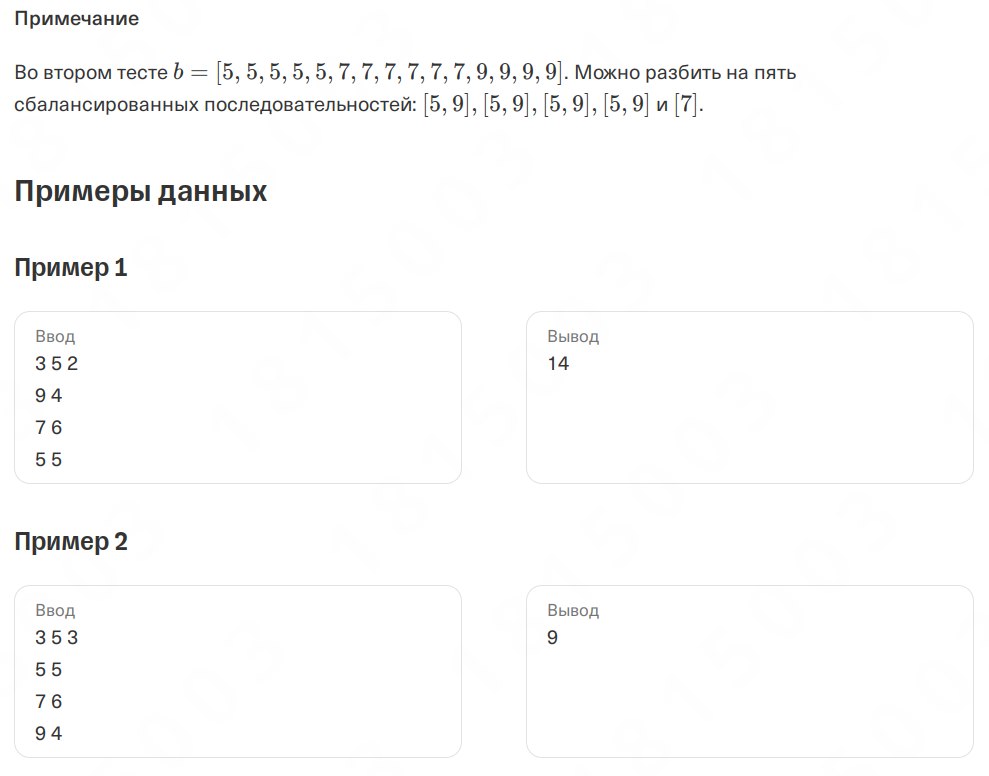 Примечание
Во втором тесте b = [5, 5, 5, 5, 5, 7, 7, 7, 7, 7, 7, 9, 9, 9, 9]. Можно разбить на пять
сбалансированных последовательностей: [5, 9], [5, 9], [5, 9], [5, 9] и [7].
Примеры данных
Пример 1
Ввод
3 5 2
9 4
7 6
5 5
Вывод
14
Пример 2
Ввод
3 5 3
5 5
7 6
9 4
Вывод
9